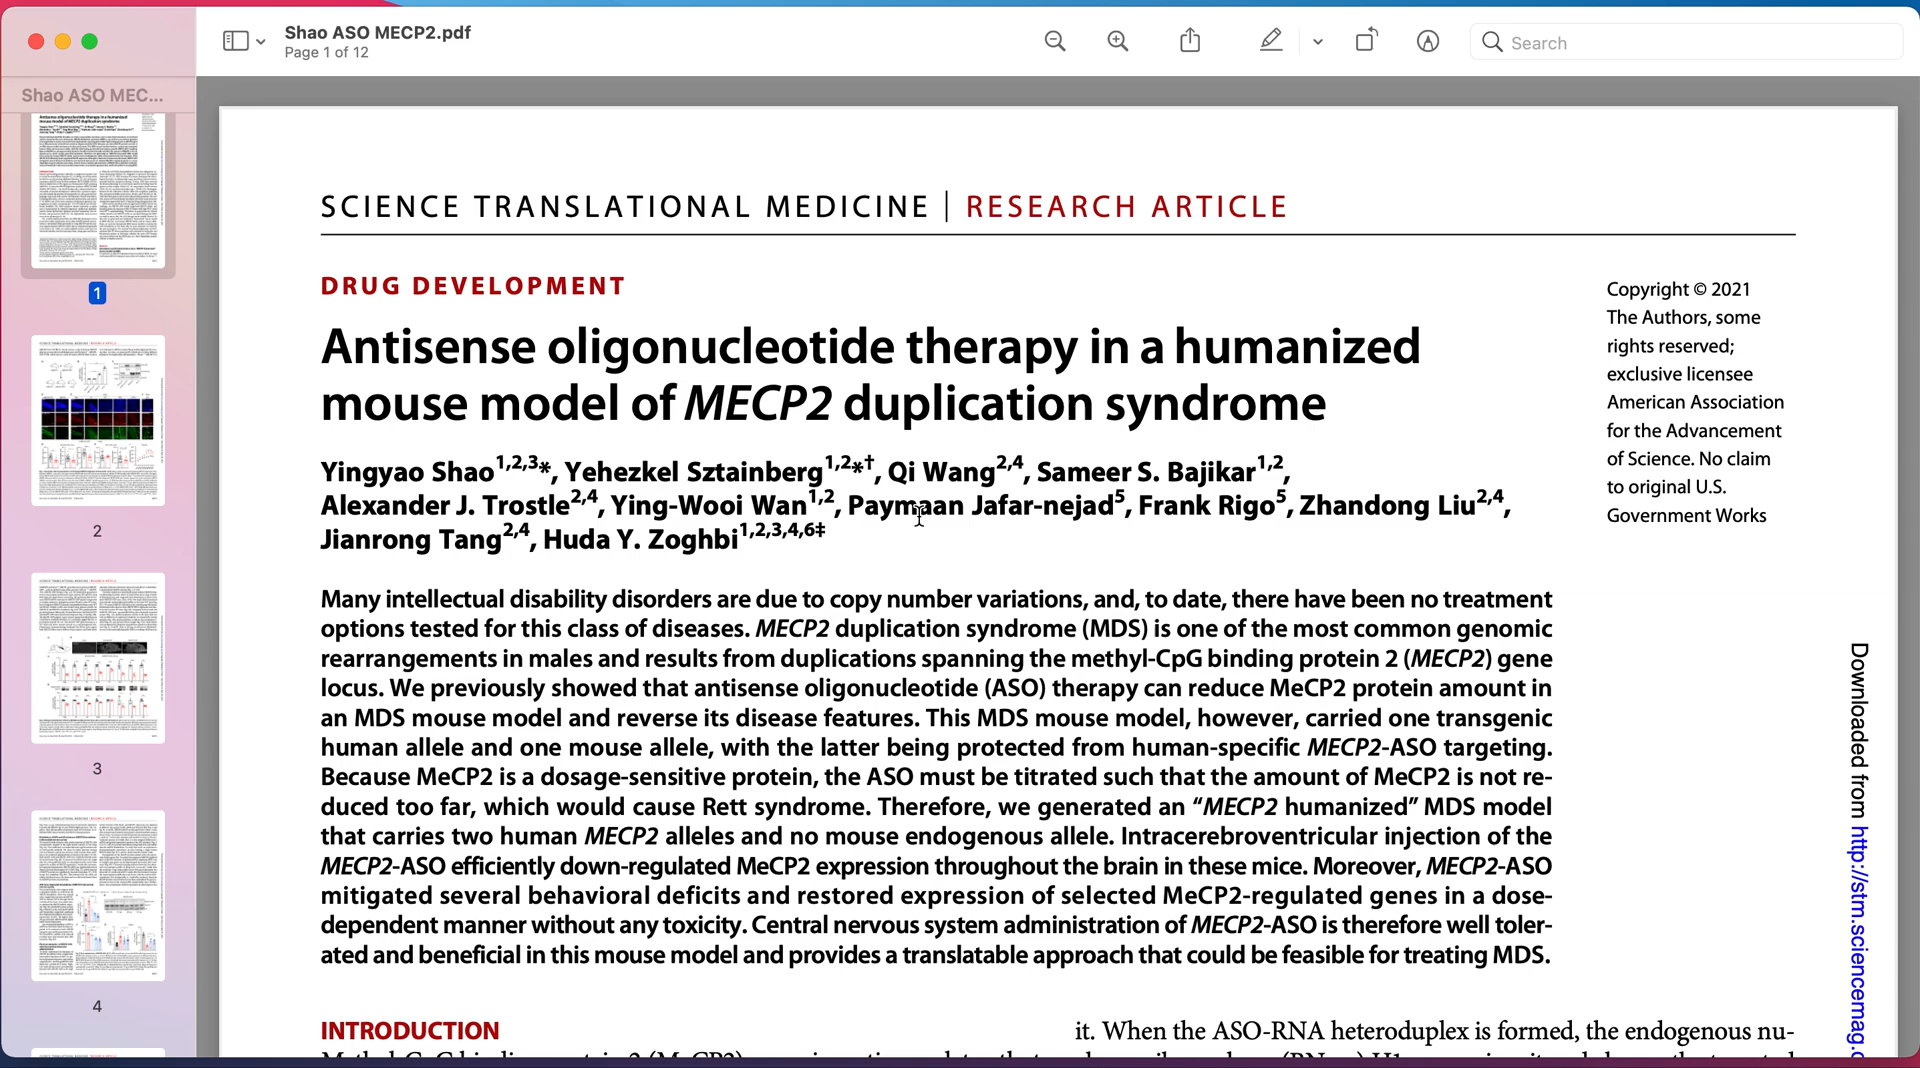 Shao ASO MECP2.pdf
Page 1 of 12
Search
Shao ASO MEC...
1
2
3
4
SCIENCE TRANSLATIONAL MEDICINE | RESEARCH ARTICLE
DRUG DEVELOPMENT
Antisense oligonucleotide therapy in a humanized
mouse model of MECP2 duplication syndrome
Yingyao Shao1,2,3*, Yehezkel Sztainberg1,2*†, Qi Wang2,4, Sameer S. Bajikar1,2,
Alexander J. Trostle2,4, Ying-Wooi Wan1,2, Paymaan Jafar-nejad5, Frank Rigo5, Zhandong Liu2,4,
Jianrong Tang2,4, Huda Y. Zoghbi1,2,3,4,6‡
Many intellectual disability disorders are due to copy number variations, and, to date, there have been no treatment
options tested for this class of diseases. MECP2 duplication syndrome (MDS) is one of the most common genomic
rearrangements in males and results from duplications spanning the methyl-CpG binding protein 2 (MECP2) gene
locus. We previously showed that antisense oligonucleotide (ASO) therapy can reduce MeCP2 protein amount in
an MDS mouse model and reverse its disease features. This MDS mouse model, however, carried one transgenic
human allele and one mouse allele, with the latter being protected from human-specific MECP2-ASO targeting.
Because MeCP2 is a dosage-sensitive protein, the ASO must be titrated such that the amount of MeCP2 is not re-
duced too far, which would cause Rett syndrome. Therefore, we generated an “MECP2 humanized” MDS model
that carries two human MECP2 alleles and no mouse endogenous allele. Intracerebroventricular injection of the
MECP2-ASO efficiently down-regulated MeCP2 expression throughout the brain in these mice. Moreover, MECP2-ASO
mitigated several behavioral deficits and restored expression of selected MeCP2-regulated genes in a dose-
dependent manner without any toxicity. Central nervous system administration of MECP2-ASO is therefore well toler-
ated and beneficial in this mouse model and provides a translatable approach that could be feasible for treating MDS.
Copyright © 2021
The Authors, some
rights reserved;
exclusive licensee
American Association
for the Advancement
of Science. No claim
to original U.S.
Government Works
INTRODUCTION
it. When the ASO-RNA heteroduplex is formed, the endogenous nu-
Downloaded from http://stm.sciencemag.